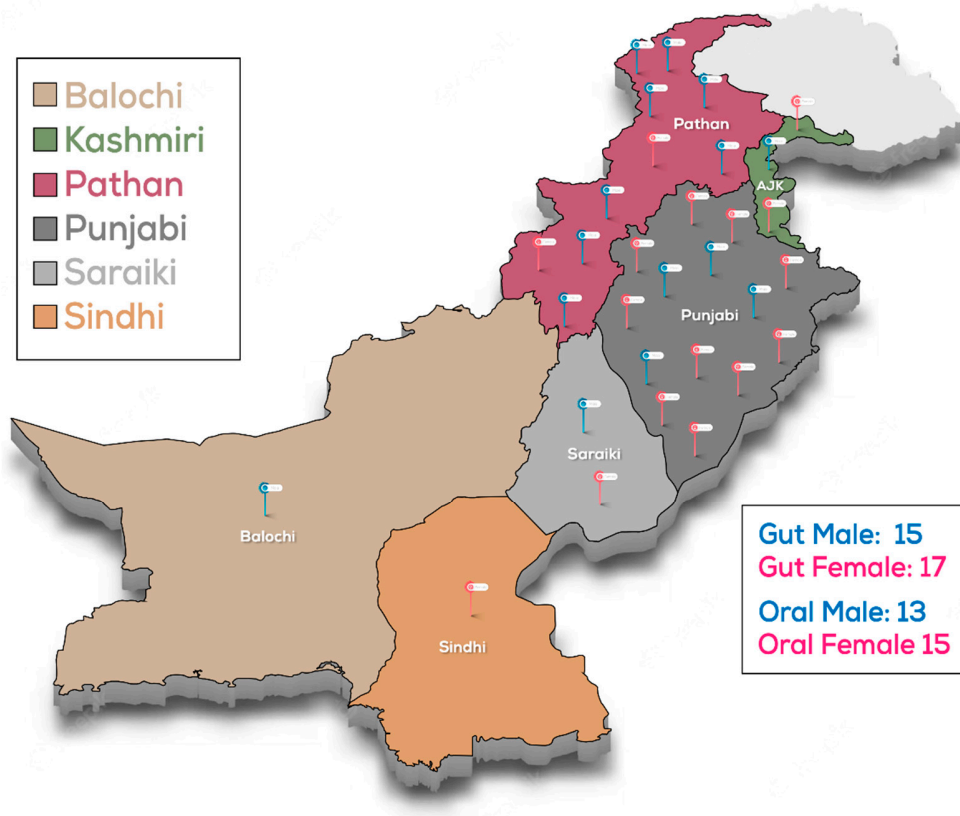 Balochi
Kashmiri
Pathan
Punjabi
Saraiki
Sindhi
Pathan
AJK
Punjabi
Saraiki
Balochi
Sindhi
Gut Male: 15
Gut Female: 17
Oral Male: 13
Oral Female 15